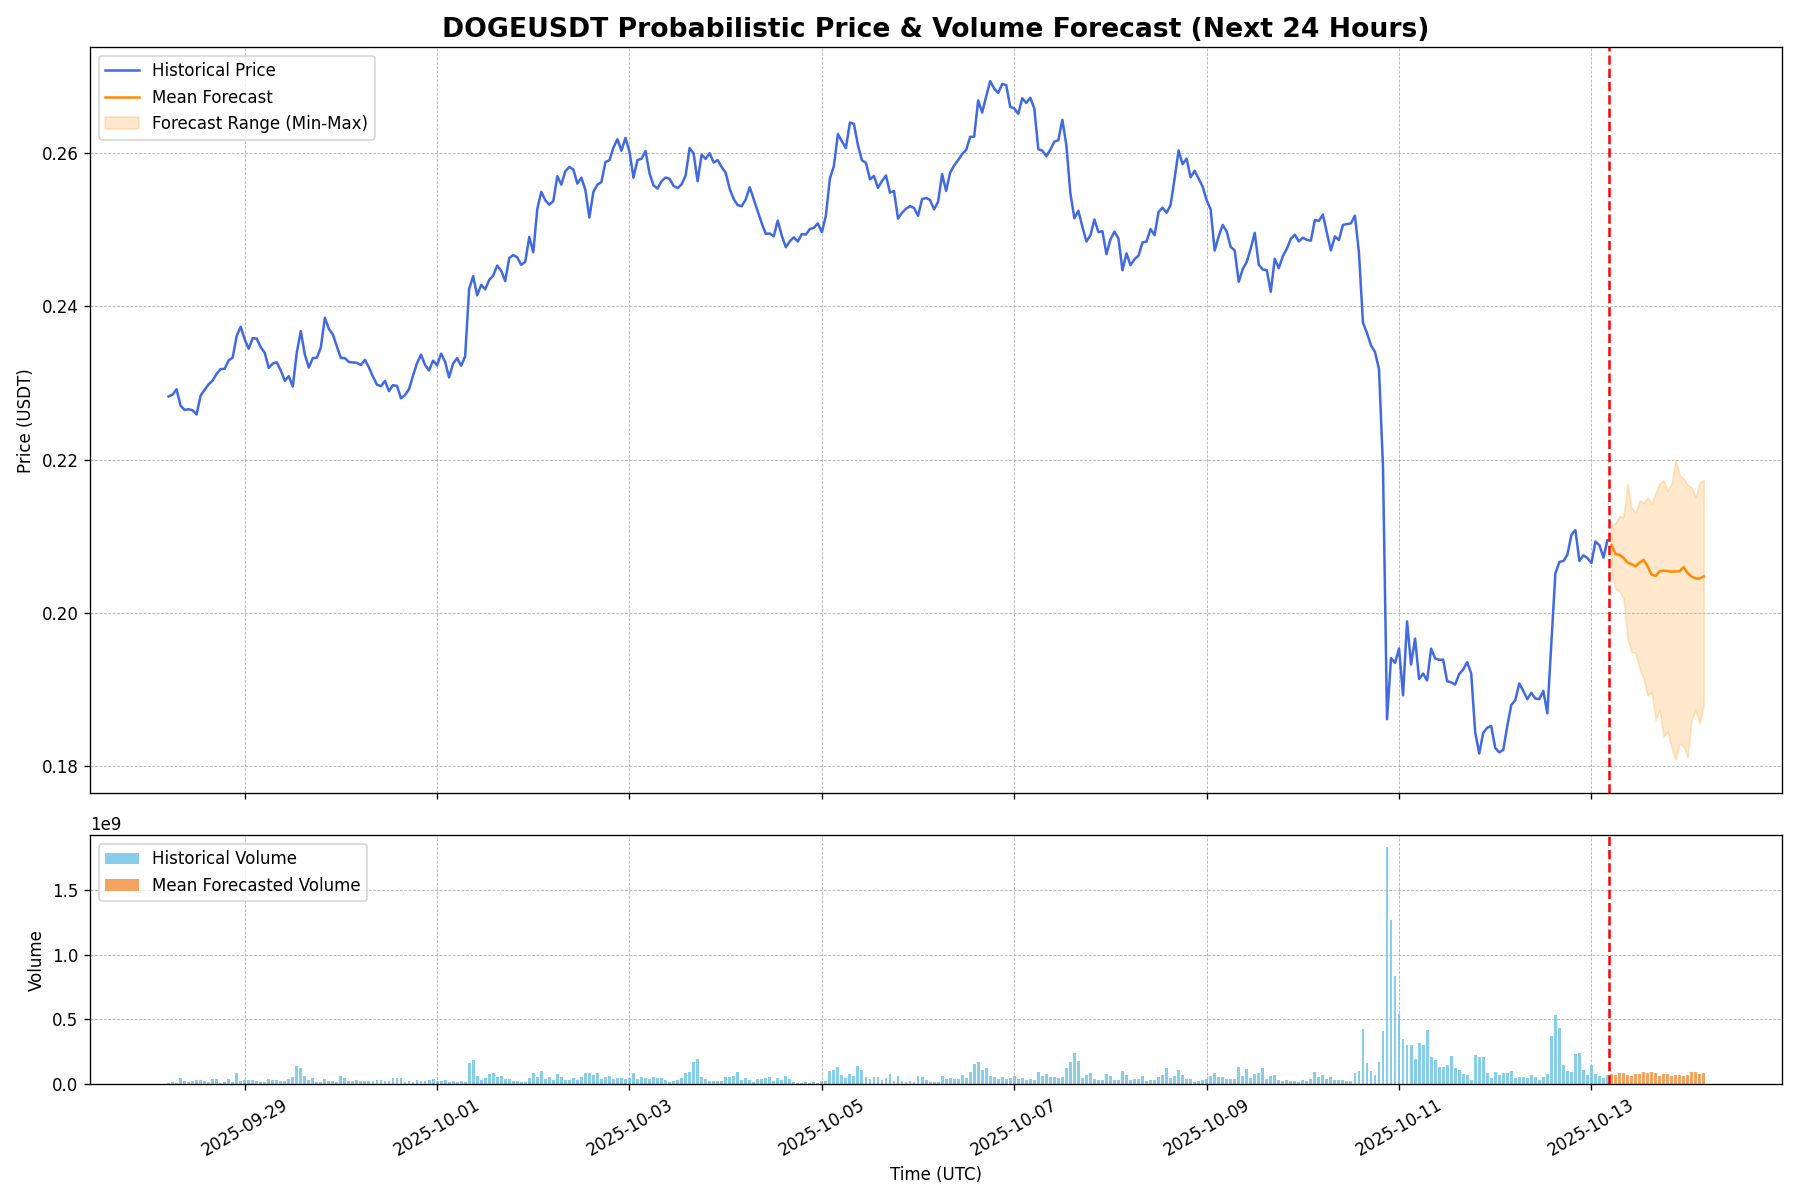 DOGEUSDT Probabilistic Price & Volume Forecast (Next 24 Hours)
Historical Price
Mean Forecast
Forecast Range (Min-Max)
Price (USDT)
0.26
0.24
0.22
0.20
0.18
1e9
Historical Volume
Mean Forecasted Volume
Volume
1.5
1.0
0.5
0.0
2025-09-29
2025-10-01
2025-10-03
2025-10-05
2025-10-07
2025-10-09
2025-10-11
2025-10-13
Time (UTC)